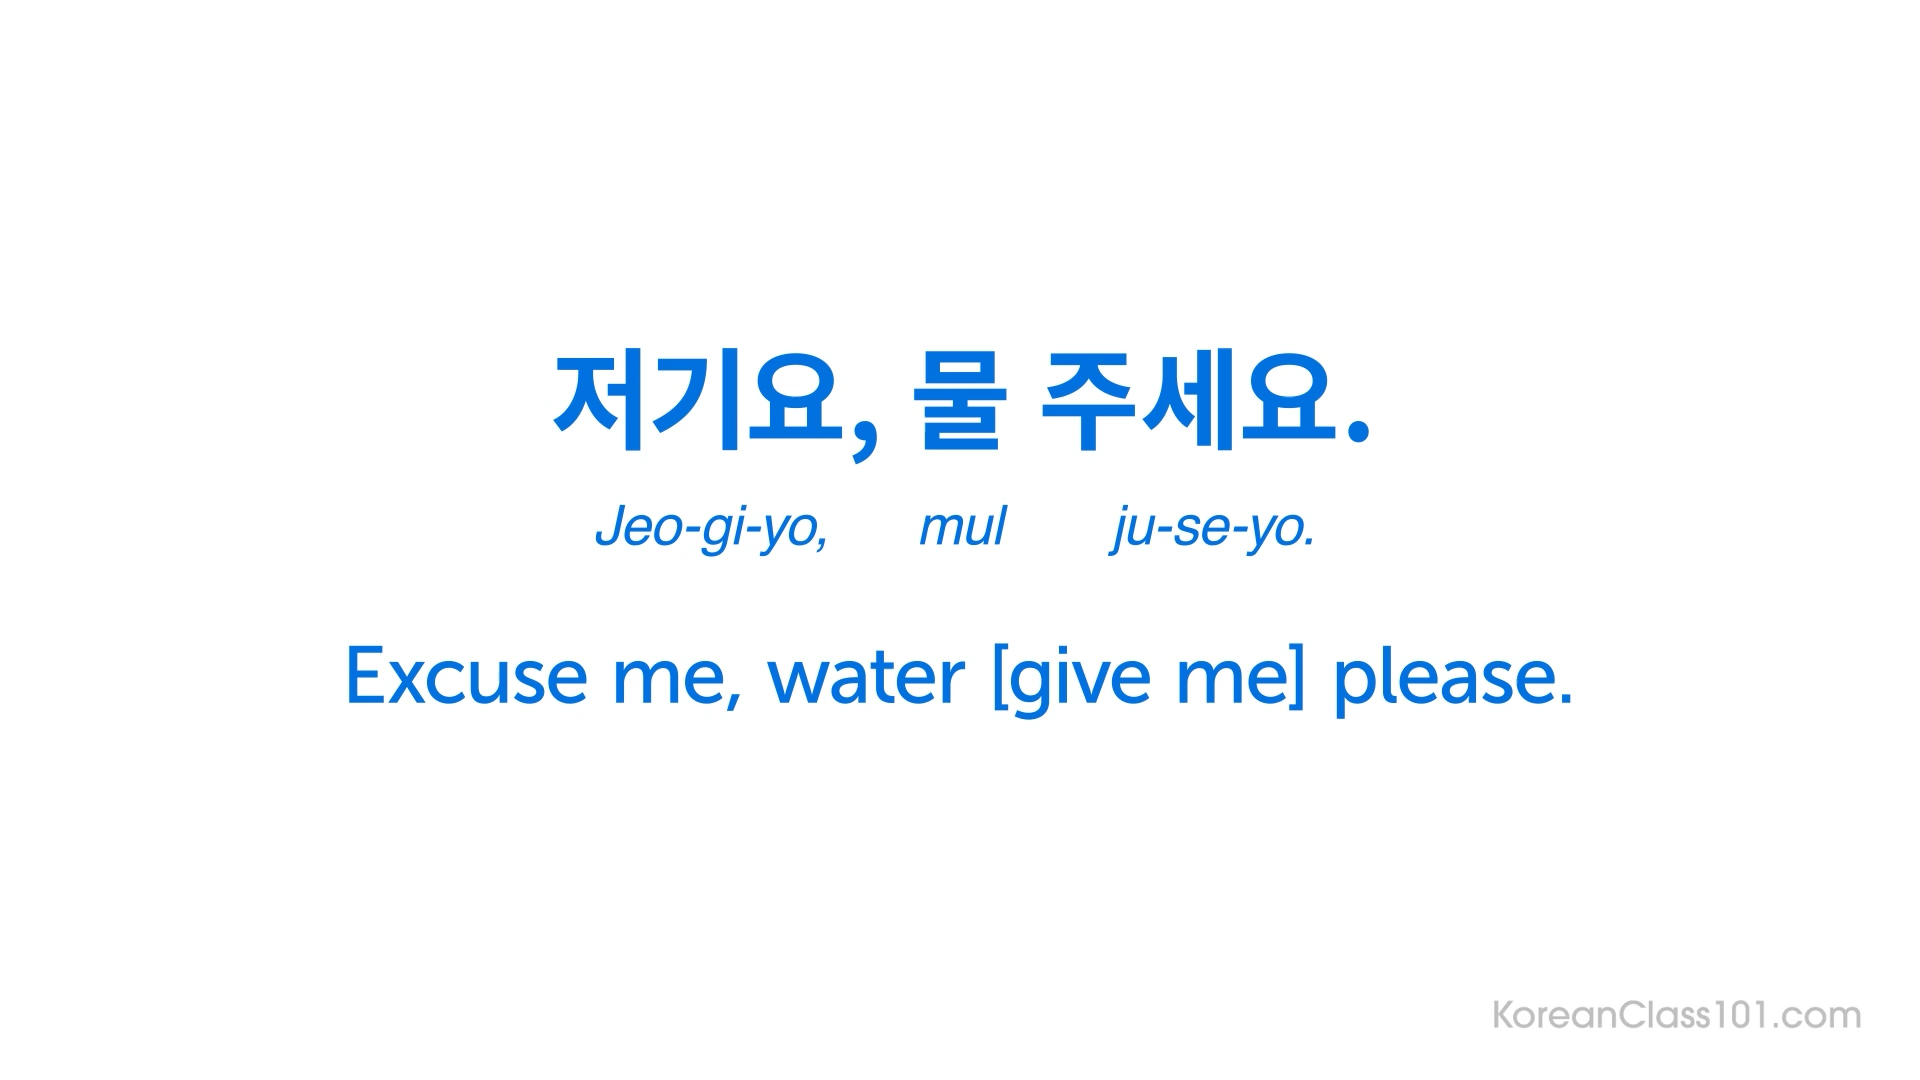 저기요, 물 주세요.
Jeo-gi-yo, mul ju-se-yo.
Excuse me, water [give me] please.
KoreanClass101.com